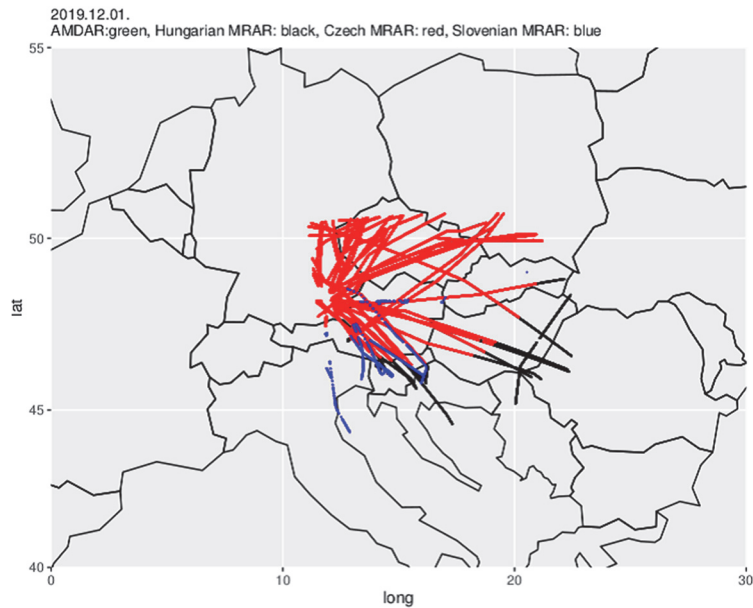 2019.12.01.
AMDAR:green, Hungarian MRAR: black, Czech MRAR: red, Slovenian MRAR: blue
55
50
45
40
lat
0 10 20 30
long